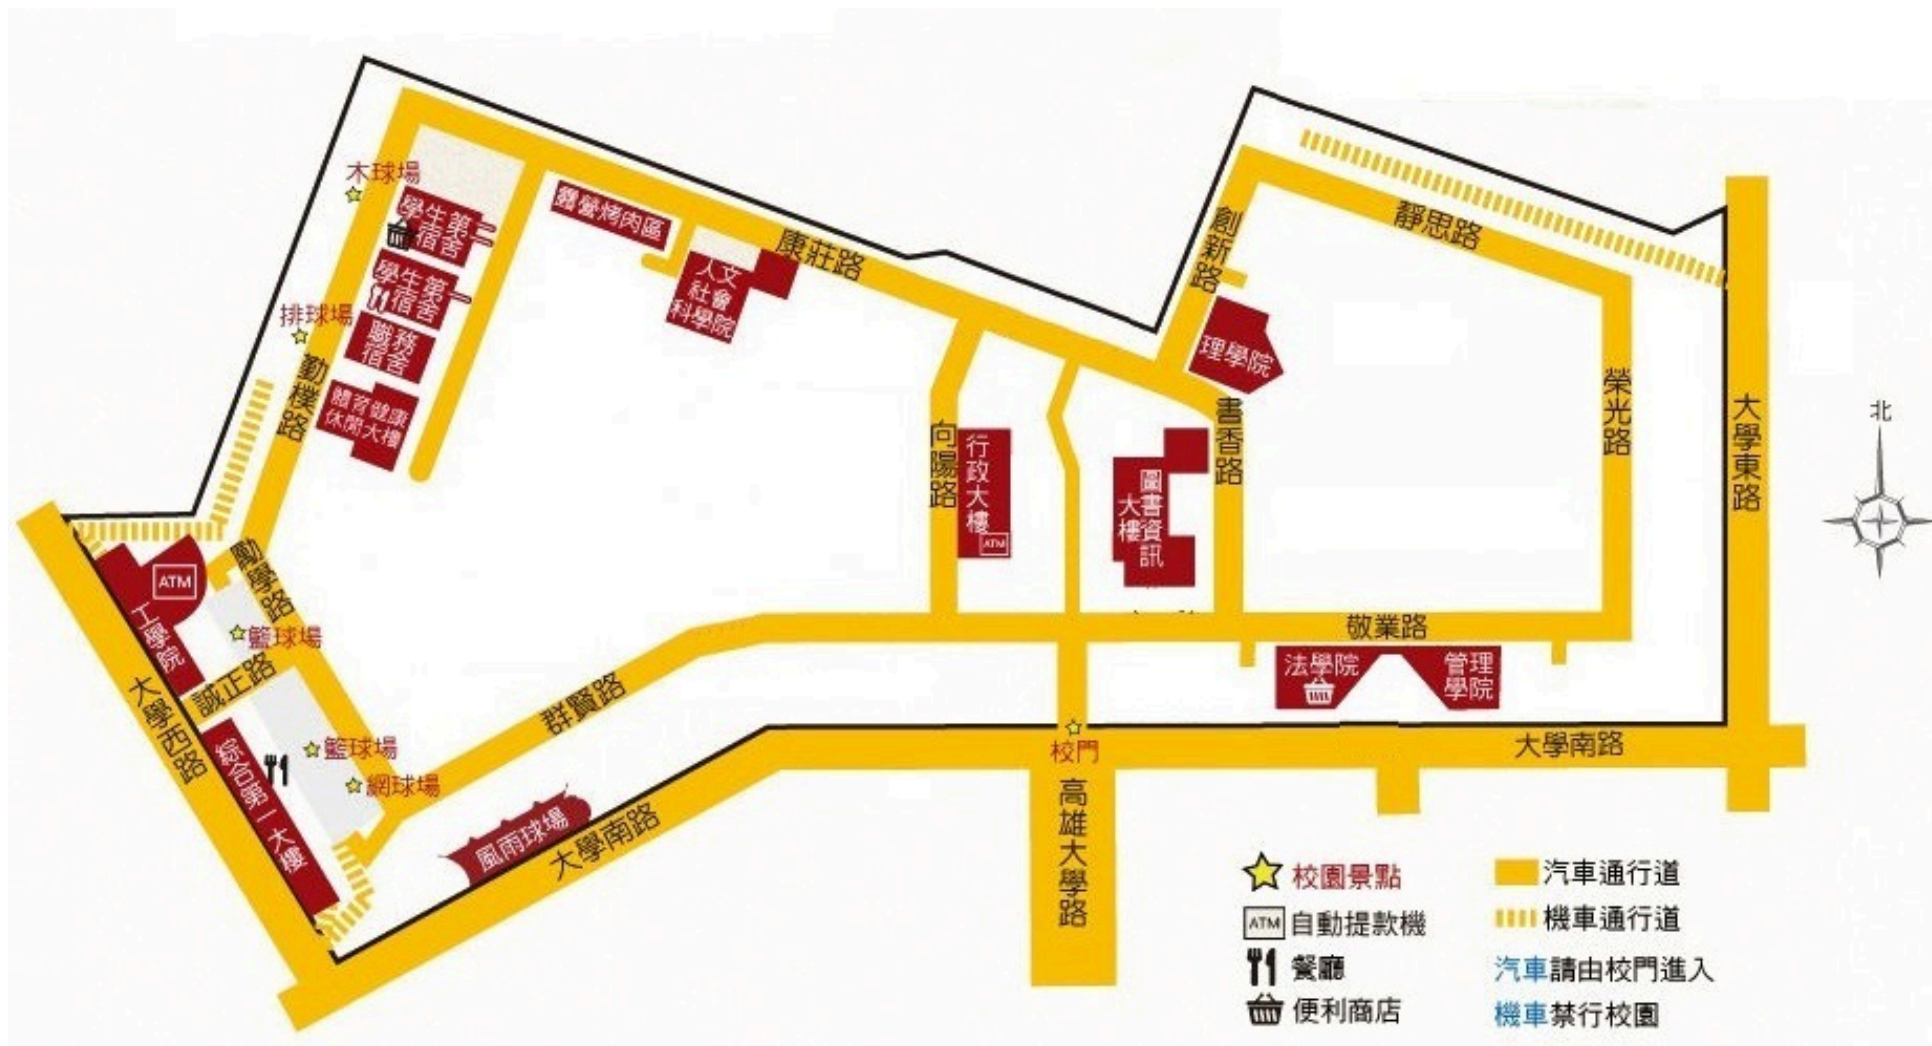 木球場
學生第二
宿舍
學生第一
宿舍
職務
宿舍
排球場
勤樸路
體育健康
休閒大樓
露營烤肉區
人文
社會
科學院
康莊路
創新路
靜思路
理學院
榮光路
大學東路
北
向陽路
行政大樓
ATM
圖書資訊
大樓
書香路
敬業路
法學院
管理
學院
ATM
工學院
勵學路
籃球場
誠正路
大學西路
綜合第一大樓
籃球場
網球場
群賢路
風雨球場
大學南路
校門
大學南路
高雄大學路
校園景點
ATM 自動提款機
餐廳
便利商店
汽車通行道
機車通行道
汽車請由校門進入
機車禁行校園